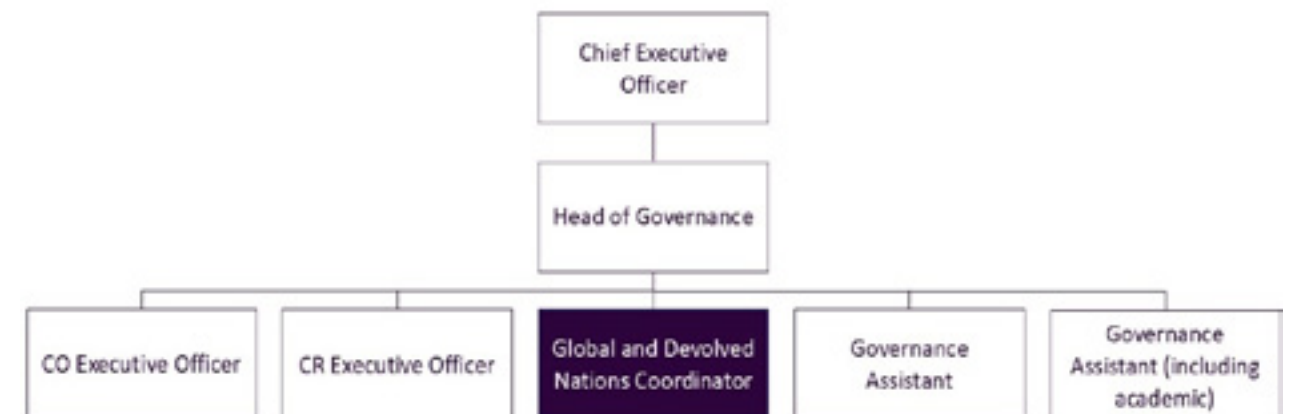 Chief Executive
Officer
Head of Governance
CO Executive Officer
CR Executive Officer
Global and Devolved
Nations Coordinator
Governance
Assistant
Governance
Assistant (including
academic)